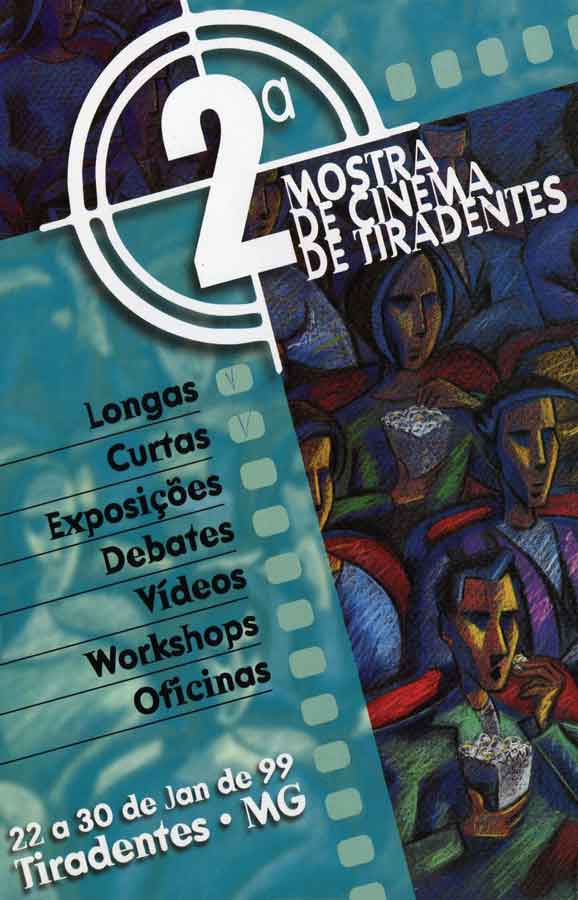 2ª
MOSTRA
DE CINEMA
DE TIRADENTES
Longas
Curtas
Exposições
Debates
Vídeos
Workshops
Oficinas
22 a 30 de Jan de 99
Tiradentes • MG